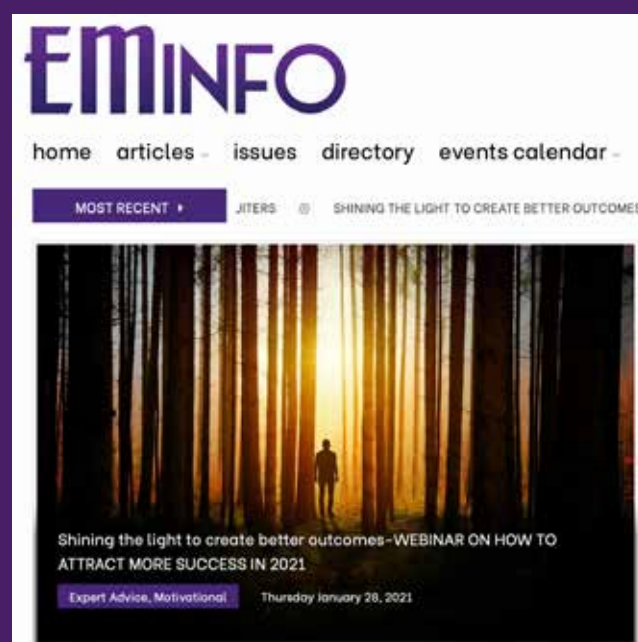 EMINFO
home articles issues directory events calendar
MOST RECENT JITERS SHINING THE LIGHT TO CREATE BETTER OUTCOMES
Shining the light to create better outcomes-WEBINAR ON HOW TO
ATTRACT MORE SUCCESS IN 2021
Expert Advice, Motivational Thursday January 28, 2021